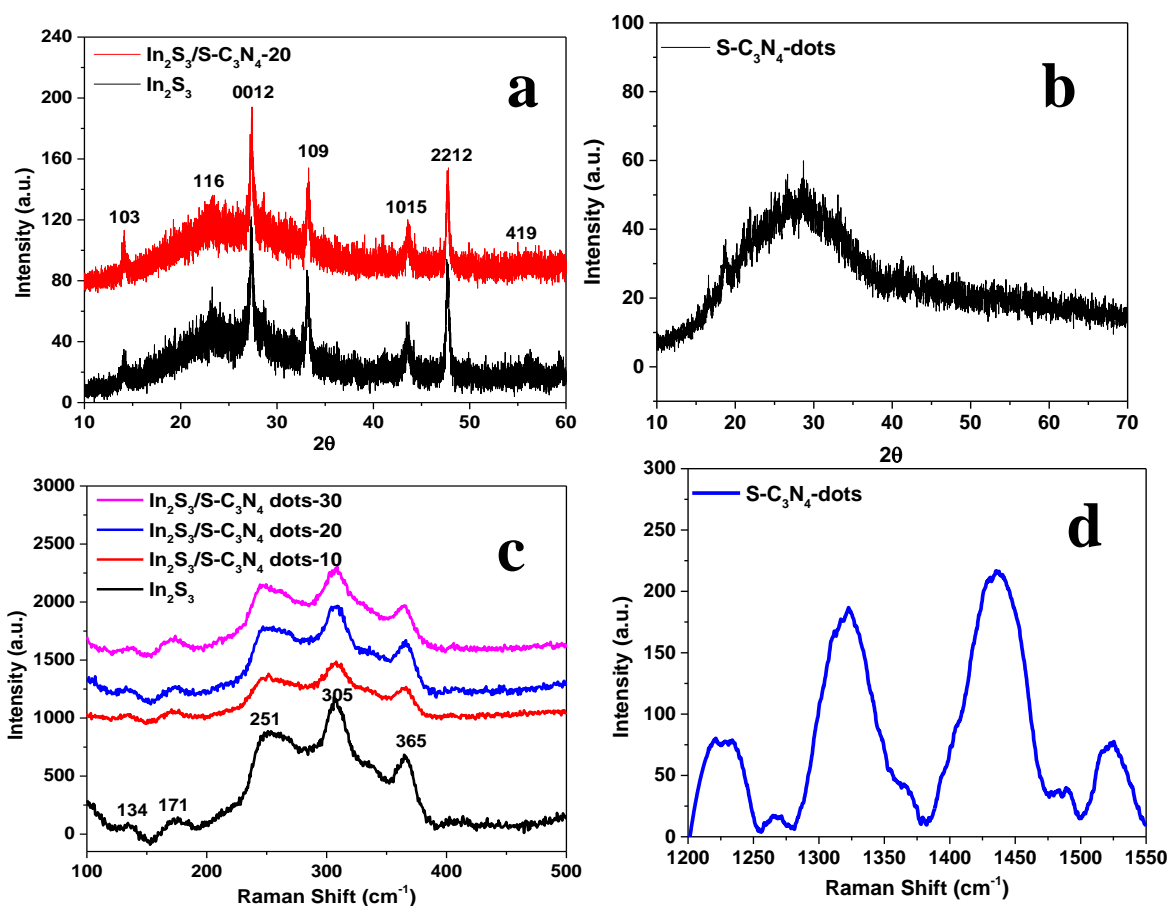 a
In₂S₃/S-C₃N₄-20
In₂S₃
240
200
160
120
80
40
0
Intensity (a.u.)
103
116
0012
109
1015
2212
419
10 20 30 40 50 60
2θ
b
S-C₃N₄-dots
100
80
60
40
20
0
Intensity (a.u.)
10 20 30 40 50 60 70
2θ
c
In₂S₃/S-C₃N₄ dots-30
In₂S₃/S-C₃N₄ dots-20
In₂S₃/S-C₃N₄ dots-10
In₂S₃
3000
2500
2000
1500
1000
500
0
Intensity (a.u.)
134
171
251
305
365
100 200 300 400 500
Raman Shift (cm⁻¹)
d
S-C₃N₄-dots
300
250
200
150
100
50
0
Intensity (a.u.)
1200 1250 1300 1350 1400 1450 1500 1550
Raman Shift (cm⁻¹)